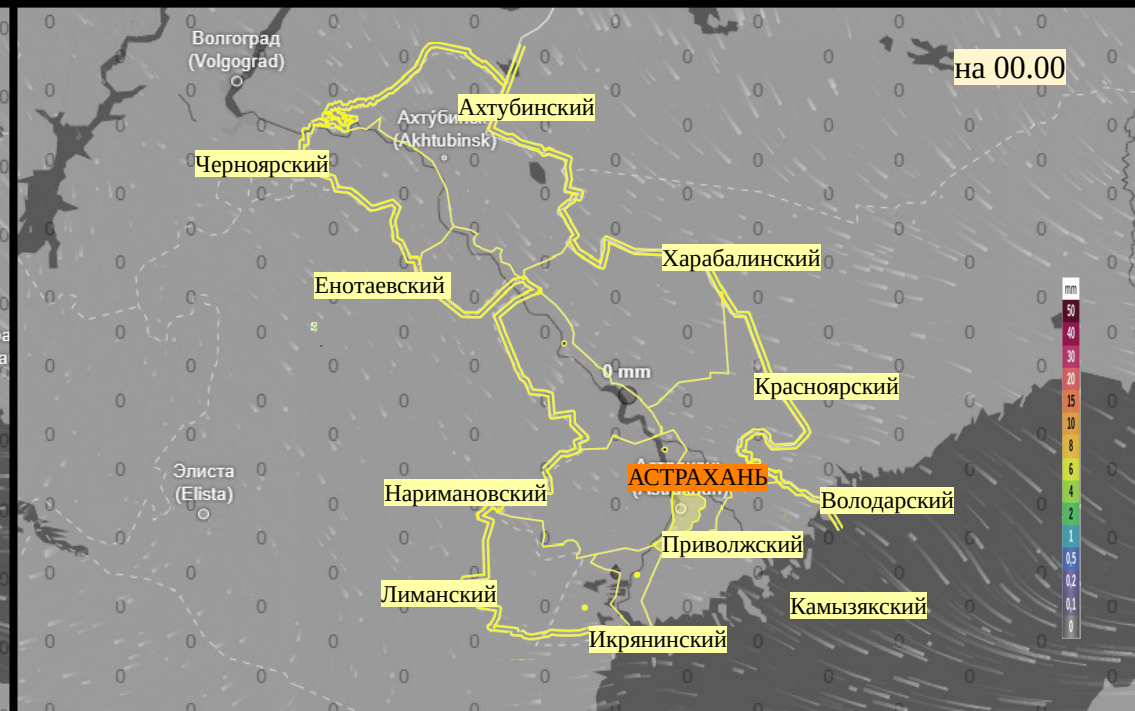 Волгоград
(Volgograd)
на 00.00
Ахтубинский
(Akhtubinsk)
Черноярский
Харабалинский
Енотаевский
mm
50
40
30
20
15
10
8
6
4
2
1
0,5
0,2
0,1
0
0 mm
Красноярский
Элиста
(Elista)
АСТРАХАНЬ
Нариმановский
Володарский
Приволжский
Лиманский
Камызякский
Икрянинский